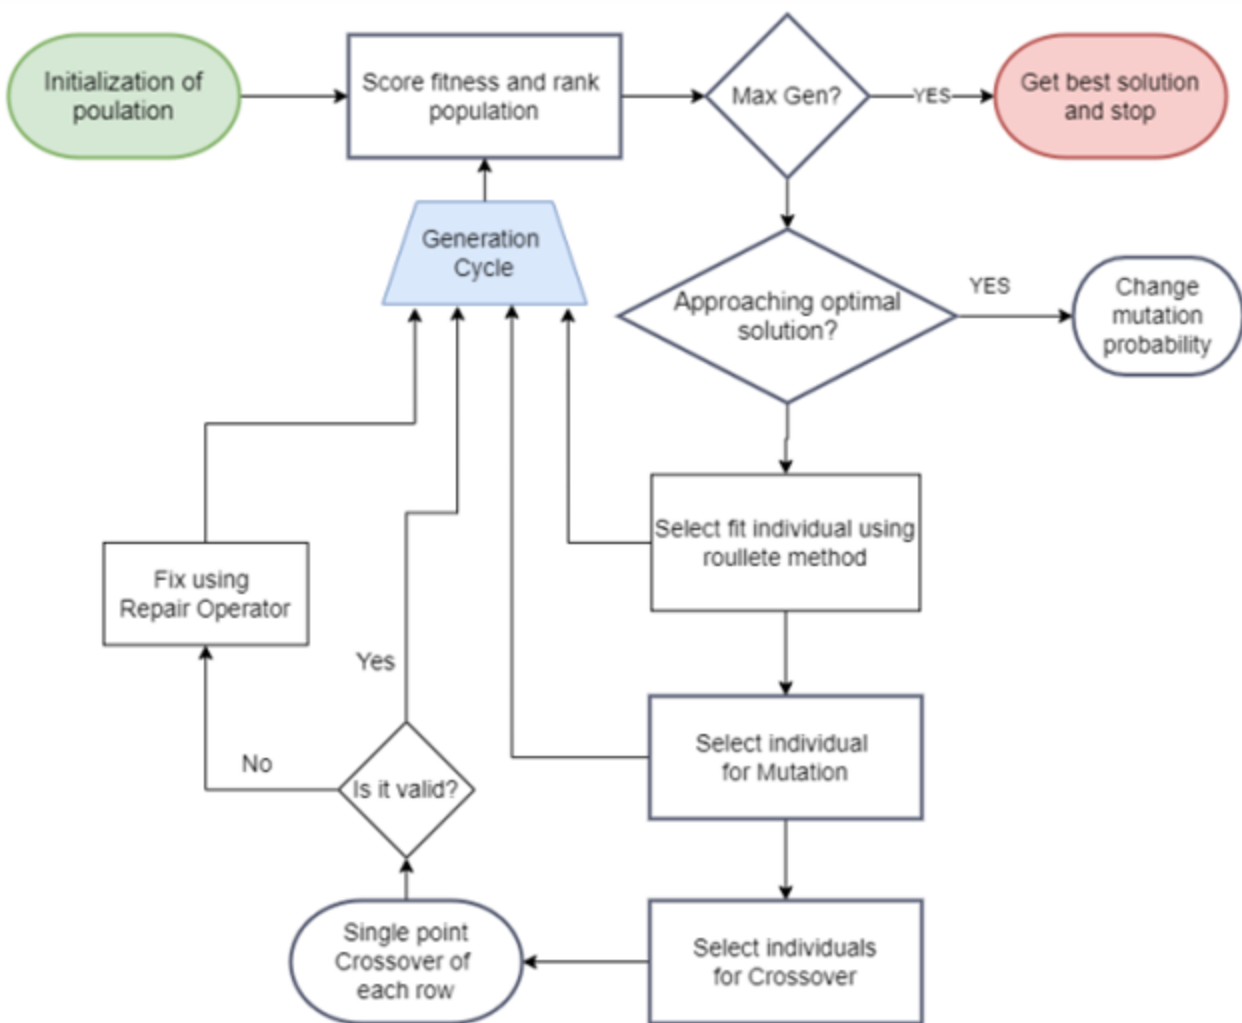 Initialization of
poulation
Score fitness and rank
population
Max Gen?
YES
Get best solution
and stop
Generation
Cycle
Approaching optimal
solution?
YES
Change
mutation
probability
Select fit individual using
roullete method
Fix using
Repair Operator
Yes
Select individual
for Mutation
No
Is it valid?
Single point
Crossover of
each row
Select individuals
for Crossover